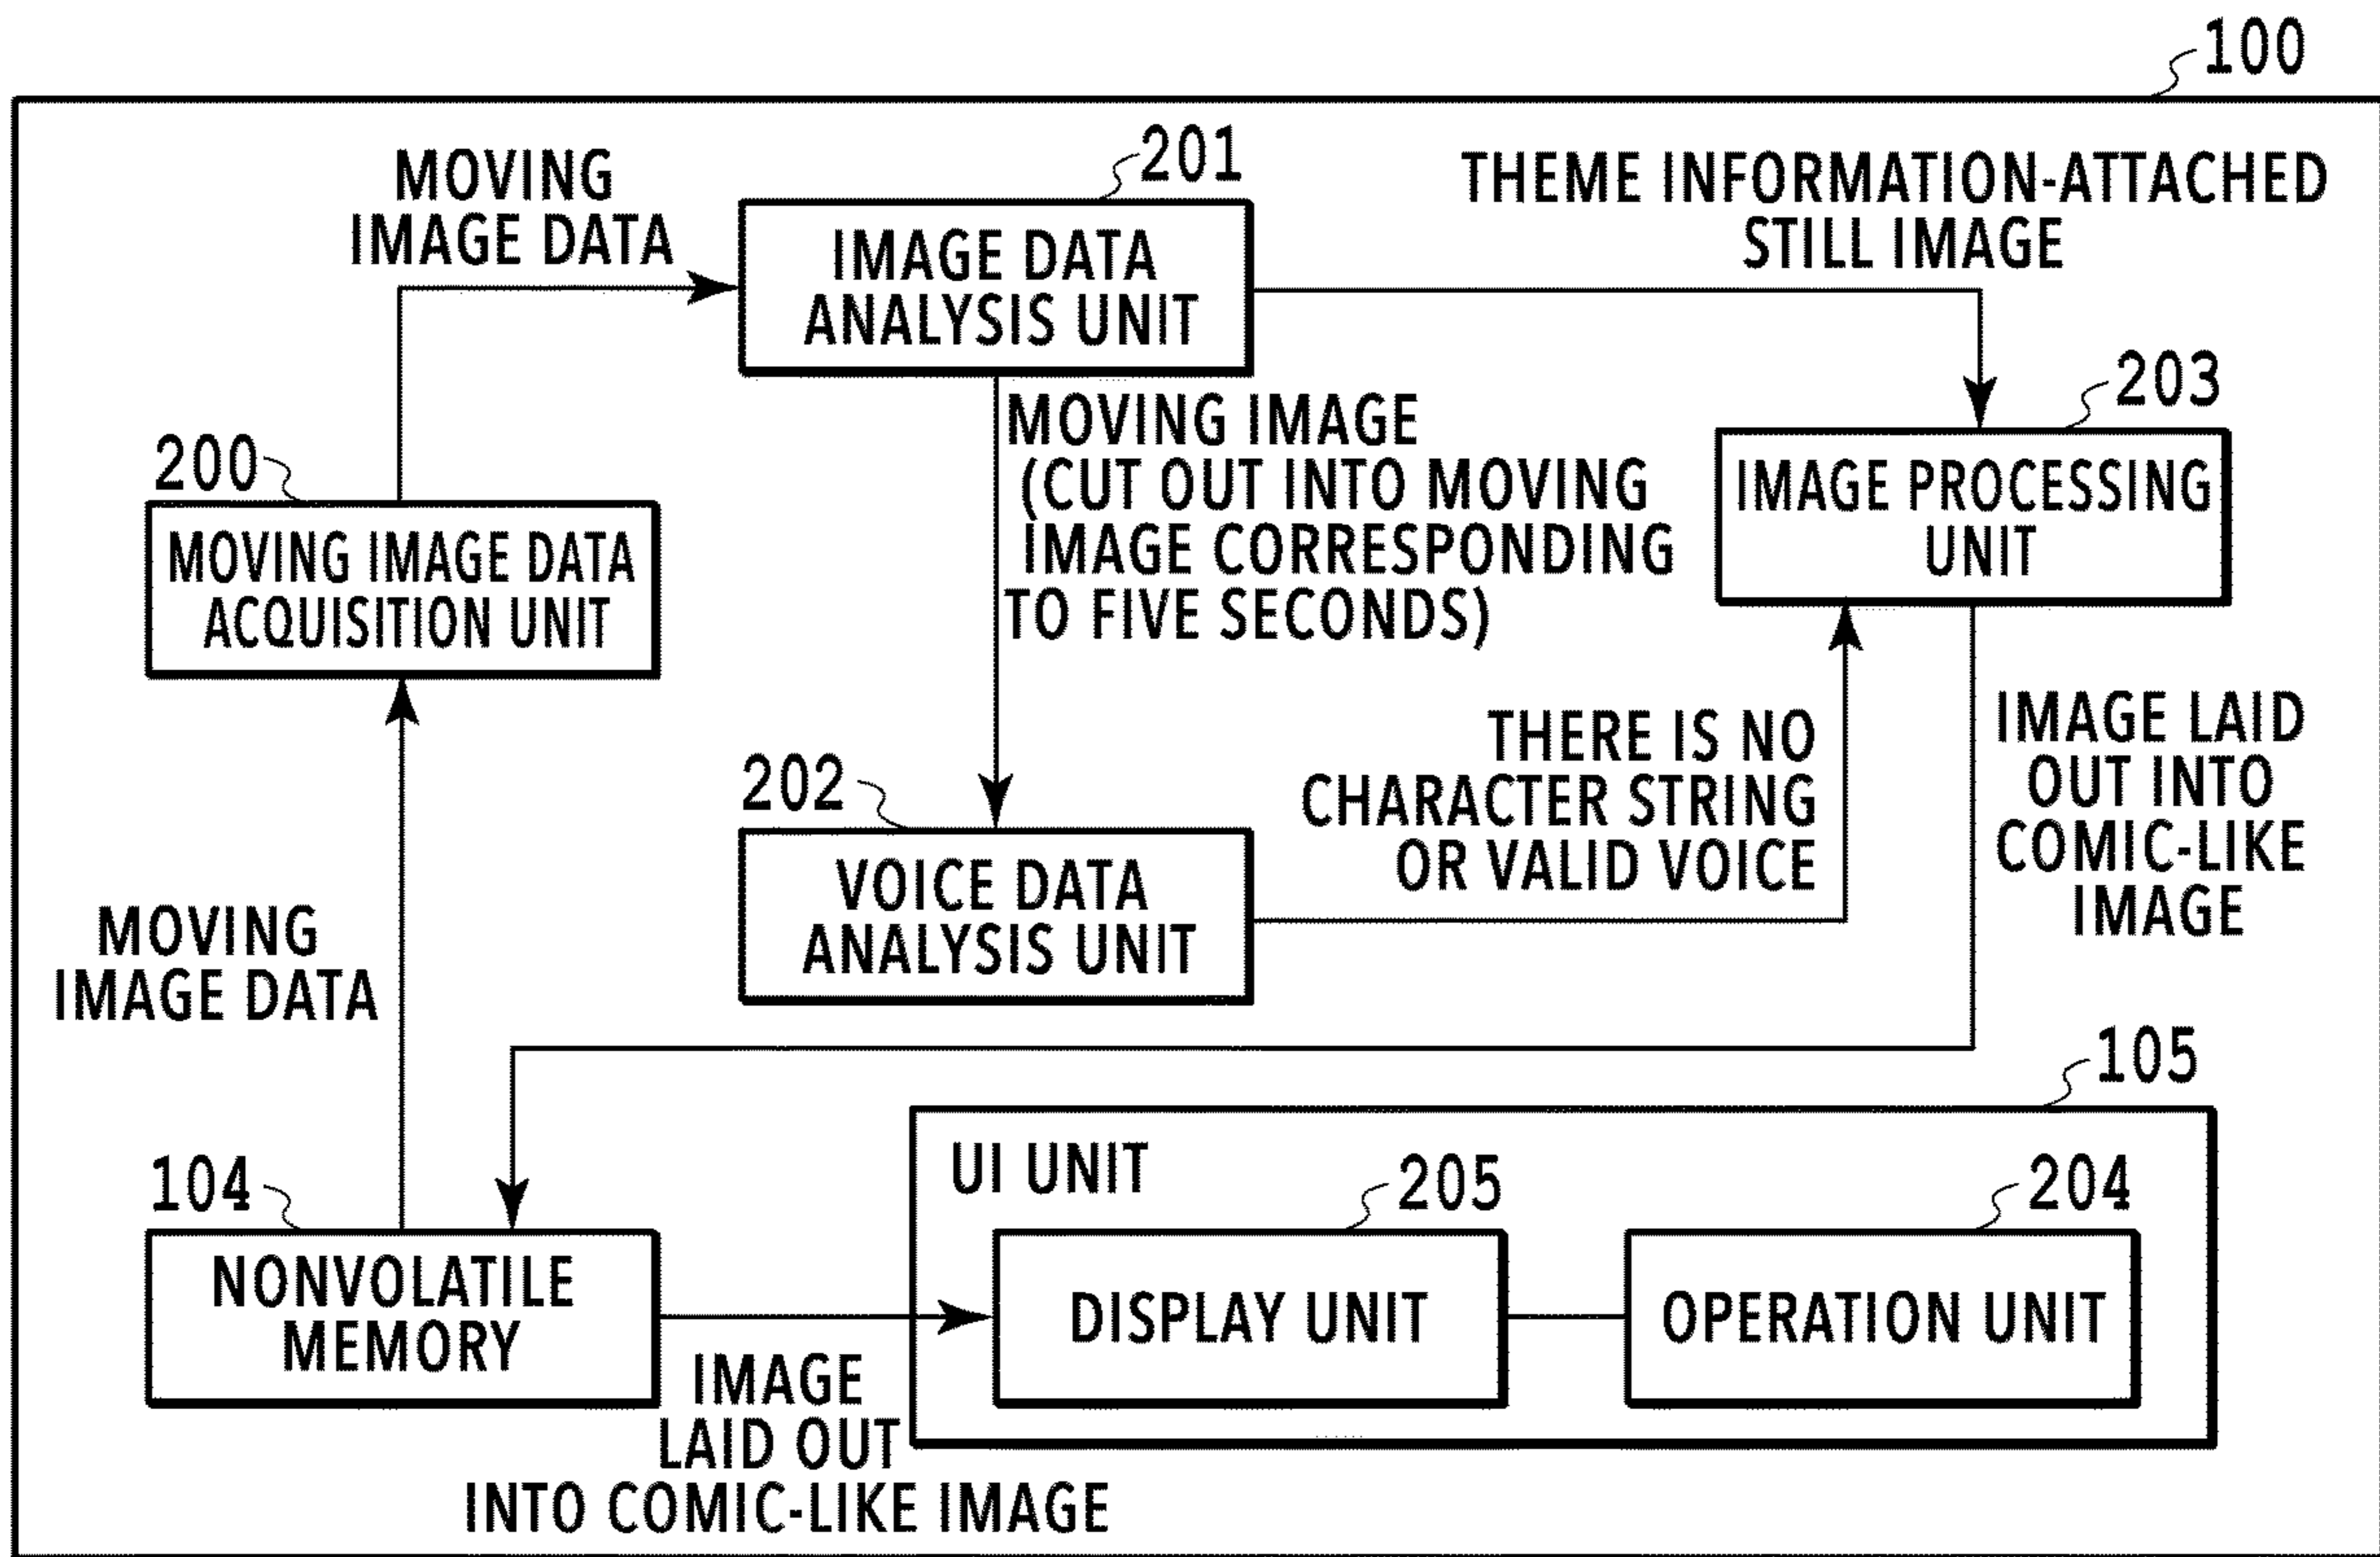 100
MOVING
IMAGE DATA
201
IMAGE DATA
ANALYSIS UNIT
THEME INFORMATION-ATTACHED
STILL IMAGE
203
IMAGE PROCESSING
UNIT
200
MOVING IMAGE DATA
ACQUISITION UNIT
MOVING IMAGE
(CUT OUT INTO MOVING
IMAGE CORRESPONDING
TO FIVE SECONDS)
202
VOICE DATA
ANALYSIS UNIT
THERE IS NO
CHARACTER STRING
OR VALID VOICE
IMAGE LAID
OUT INTO
COMIC-LIKE
IMAGE
MOVING
IMAGE DATA
104
NONVOLATILE
MEMORY
IMAGE
LAID OUT
INTO COMIC-LIKE IMAGE
105
UI UNIT
205
DISPLAY UNIT
204
OPERATION UNIT